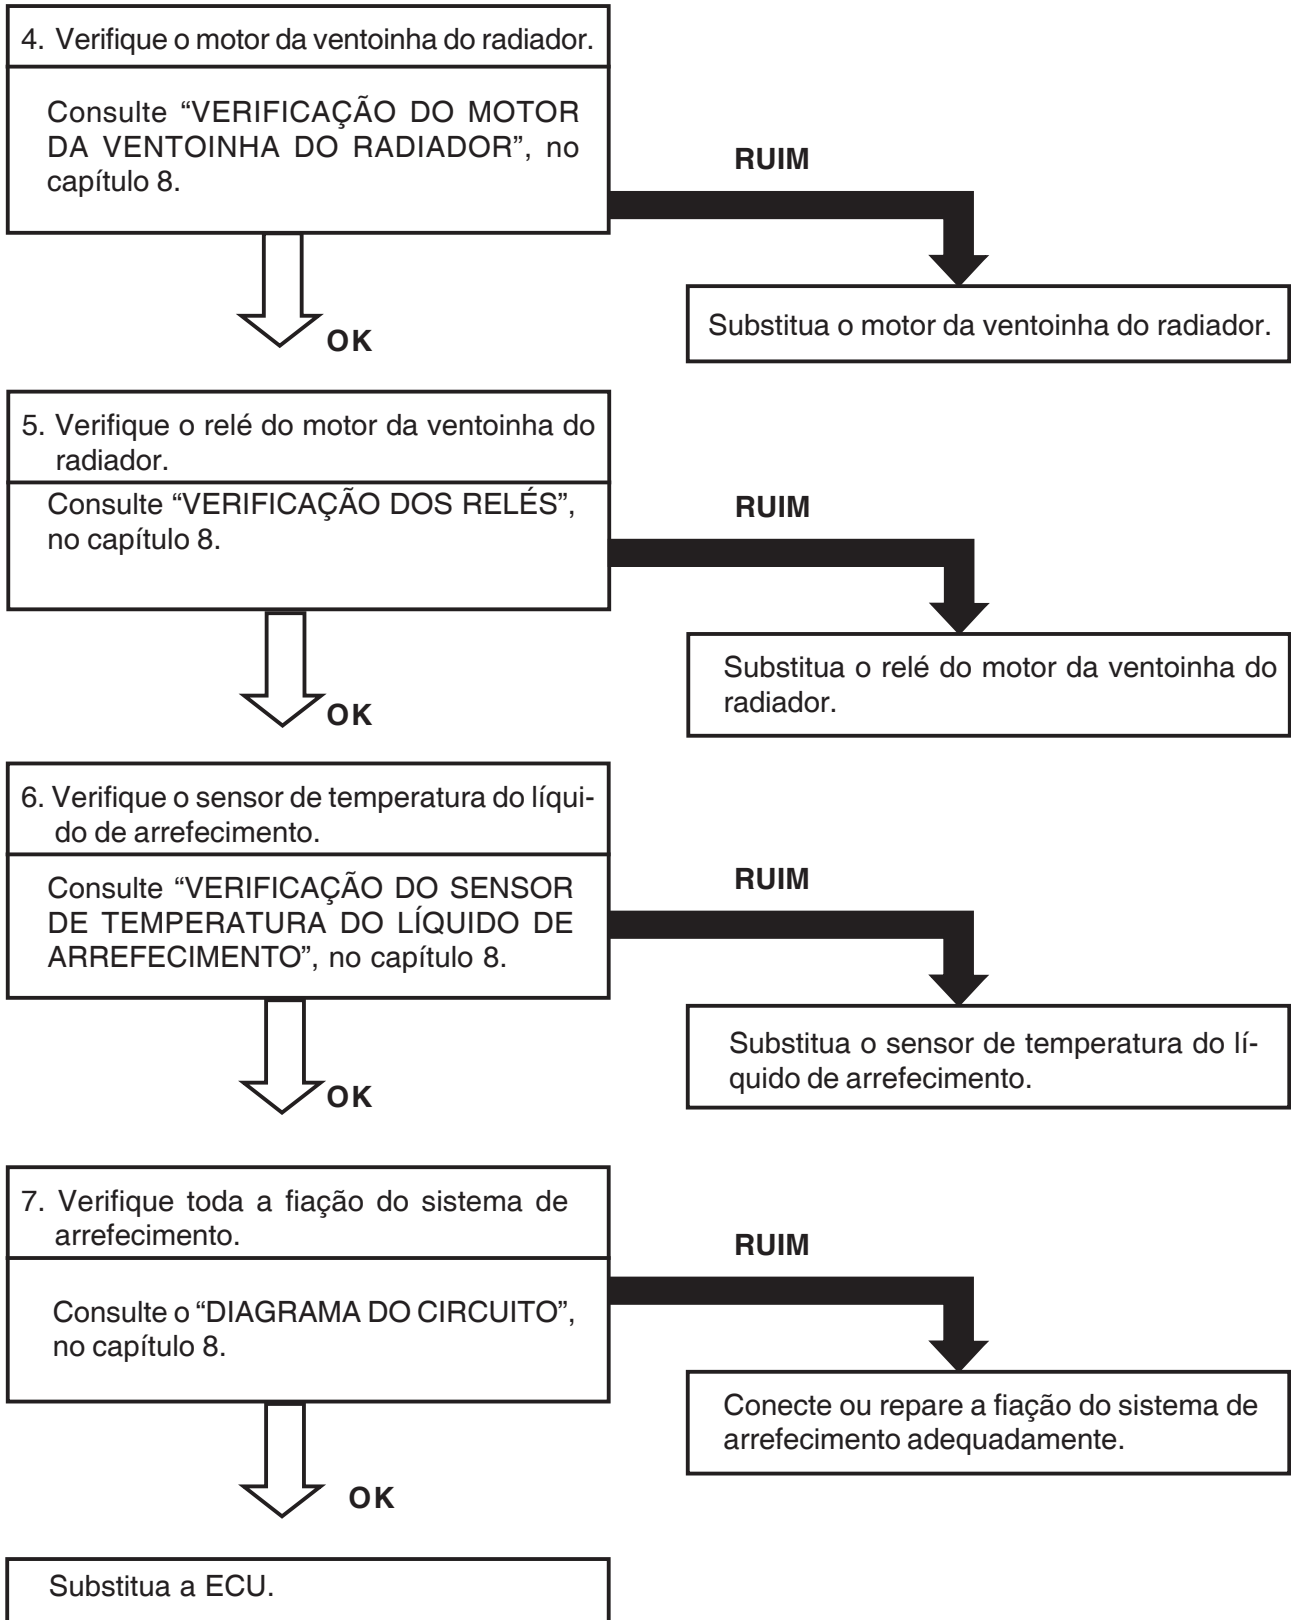 4. Verifique o motor da ventoinha do radiador.
Consulte “VERIFICAÇÃO DO MOTOR
DA VENTOINHA DO RADIADOR”, no
capítulo 8.
RUIM
Substitua o motor da ventoinha do radiador.
OK
5. Verifique o relé do motor da ventoinha do
radiador.
Consulte “VERIFICAÇÃO DOS RELÉS”,
no capítulo 8.
RUIM
Substitua o relé do motor da ventoinha do
radiador.
OK
6. Verifique o sensor de temperatura do líqui-
do de arrefecimento.
Consulte “VERIFICAÇÃO DO SENSOR
DE TEMPERATURA DO LÍQUIDO DE
ARREFECIMENTO”, no capítulo 8.
RUIM
Substitua o sensor de temperatura do lí-
quido de arrefecimento.
OK
7. Verifique toda a fiação do sistema de
arrefecimento.
Consulte o “DIAGRAMA DO CIRCUITO”,
no capítulo 8.
RUIM
Conecte ou repare a fiação do sistema de
arrefecimento adequadamente.
OK
Substitua a ECU.